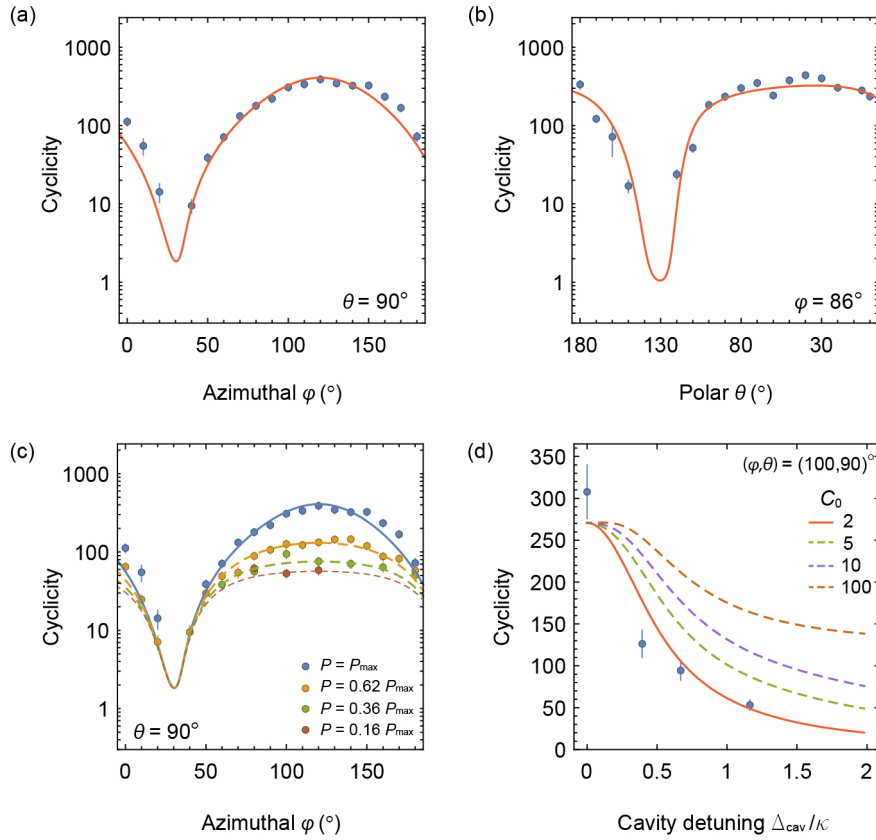 (a)
1000
100
10
1
Cyclicity
θ = 90°
0 50 100 150
Azimuthal φ (°)
(b)
1000
100
10
1
Cyclicity
φ = 86°
180 130 80 30
Polar θ (°)
(c)
1000
100
10
1
Cyclicity
P = Pmax
P = 0.62 Pmax
P = 0.36 Pmax
P = 0.16 Pmax
θ = 90°
0 50 100 150
Azimuthal φ (°)
(d)
350
300
250
200
150
100
50
0
Cyclicity
(φ,θ) = (100,90)°
C0
2
5
10
100
0 0.5 1 1.5 2
Cavity detuning Δcav/κ